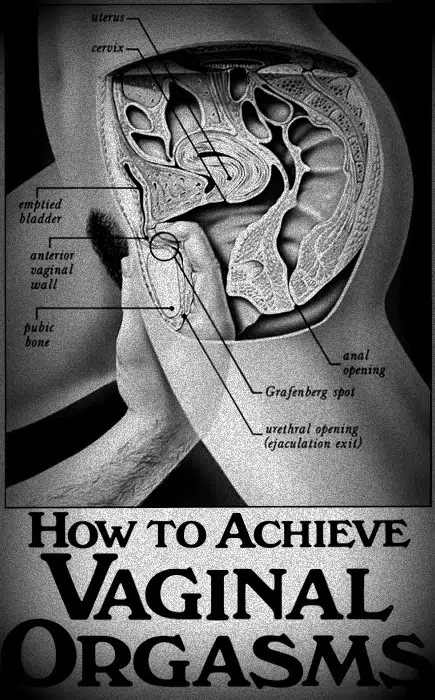 uterus
cervix
emptied
bladder
anterior
vaginal
wall
pubic
bone
anal
opening
Grafenberg spot
urethral opening
(ejaculation exit)
HOW TO ACHIEVE
VAGINAL
ORGASMS